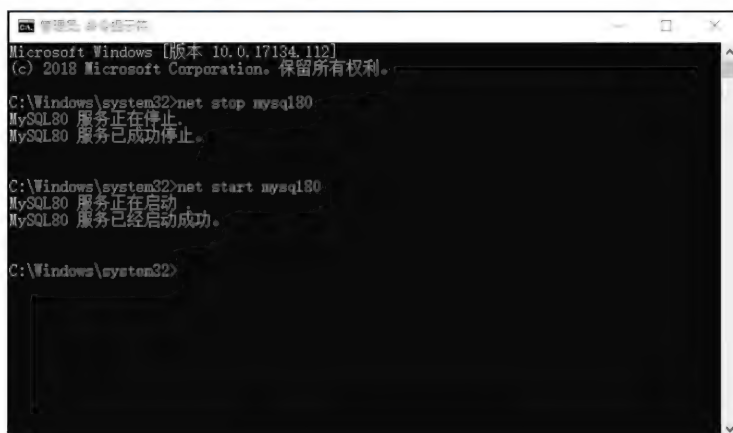 管理员: 命令提示符
Microsoft Windows [版本 10.0.17134.112]
(c) 2018 Microsoft Corporation。保留所有权利。
C:\Windows\system32>net stop mysql80
MySQL80 服务正在停止.
MySQL80 服务已成功停止。
C:\Windows\system32>net start mysql80
MySQL80 服务正在启动 .
MySQL80 服务已经启动成功。
C:\Windows\system32>